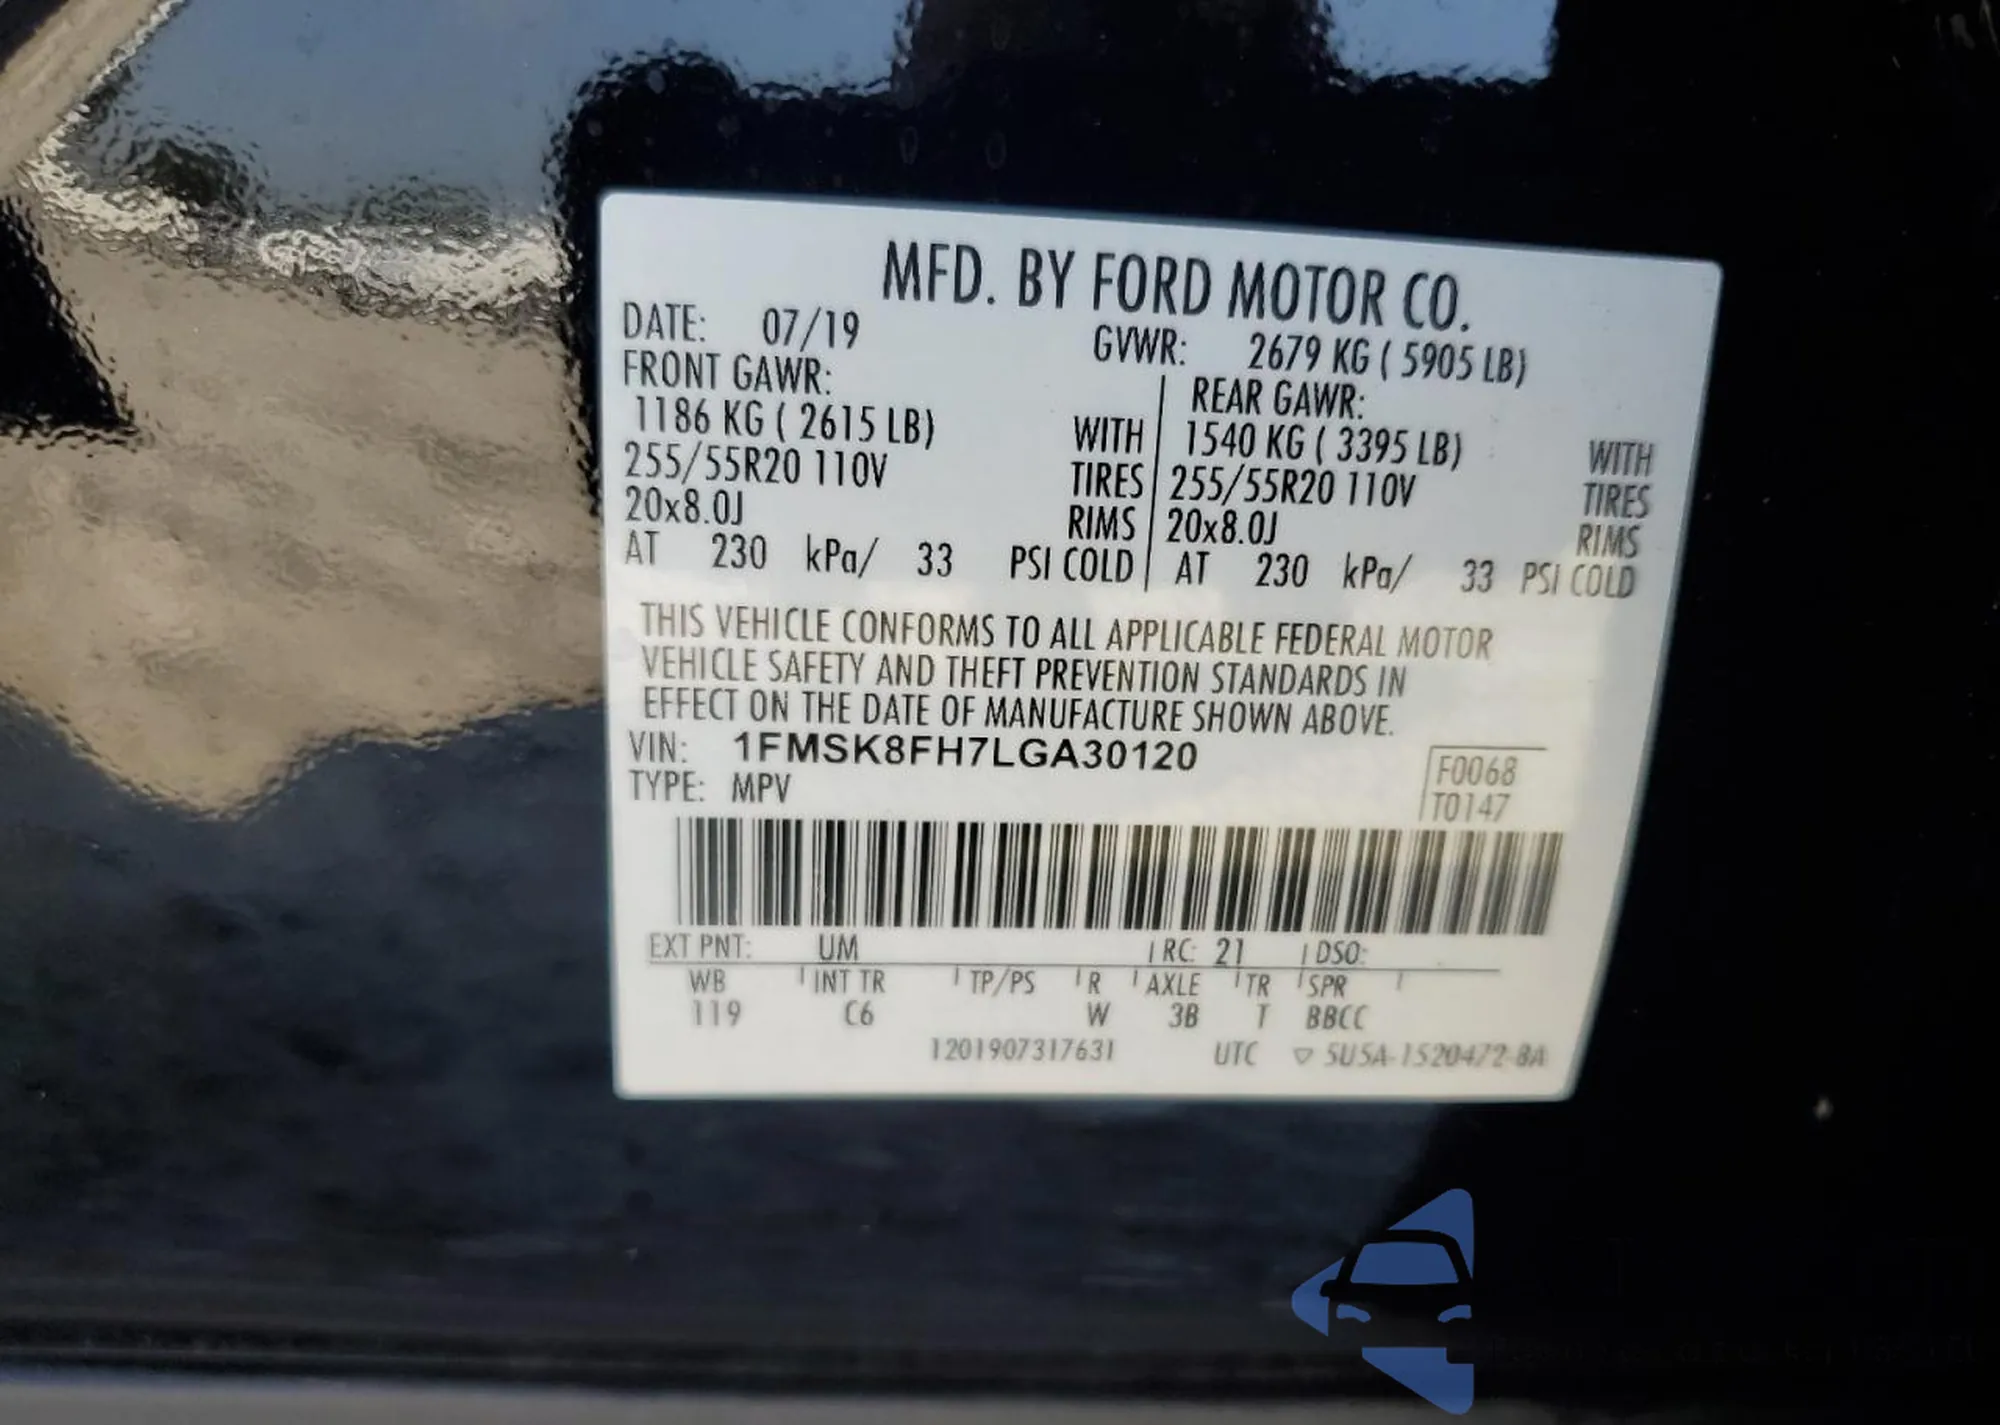 MFD. BY FORD MOTOR CO.
DATE: 07/19 GVWR: 2679 KG ( 5905 LB)
FRONT GAWR: REAR GAWR:
1186 KG ( 2615 LB) WITH 1540 KG ( 3395 LB) WITH
255/55R20 110V TIRES 255/55R20 110V TIRES
20x8.0J RIMS 20x8.0J RIMS
AT 230 kPa/ 33 PSI COLD AT 230 kPa/ 33 PSI COLD
THIS VEHICLE CONFORMS TO ALL APPLICABLE FEDERAL MOTOR
VEHICLE SAFETY AND THEFT PREVENTION STANDARDS IN
EFFECT ON THE DATE OF MANUFACTURE SHOWN ABOVE.
VIN: 1FMSK8FH7LGA30120
TYPE: MPV
F0068
T0147
EXT PNT: UM RC: 21 DSO:
WB INT TR TP/PS R AXLE TR SPR
119 C6 W 3B T BBCC
1201907317631 UTC ▽ 5U5A-1520472-BA